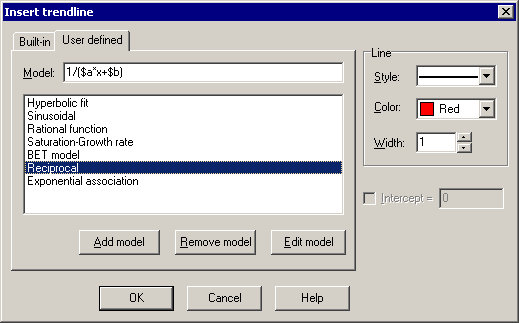 Insert trendline
Built-in User defined
Model: 1/($a*x+$b)
Hyperbolic fit
Sinusoidal
Rational function
Saturation-Growth rate
BET model
Reciprocal
Exponential association
Add model Remove model Edit model
Line
Style:
Color: Red
Width: 1
Intercept = 0
OK Cancel Help